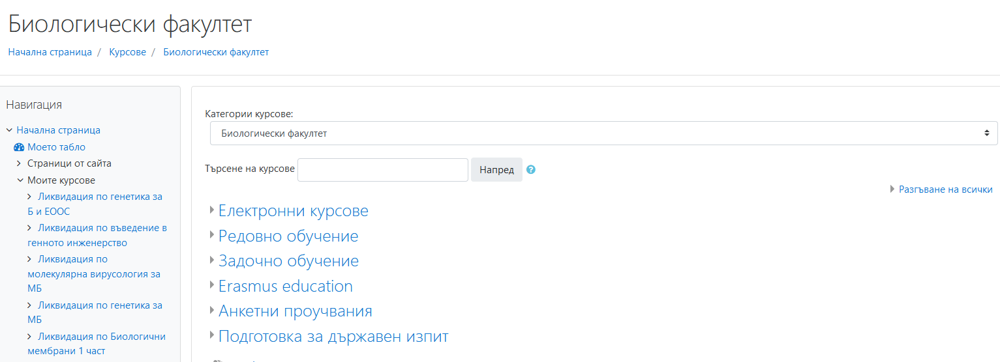 Биологически факултет
Начална страница / Курсове / Биологически факултет
Навигация
Начална страница
Моето табло
Страници от сайта
Моите курсове
Ликвидация по генетика за
Б и ЕООС
Ликвидация по въведение в
генното инженерство
Ликвидация по
молекулярна вирусология за
МБ
Ликвидация по генетика за
МБ
Ликвидация по Биологични
мембрани 1 част
Категории курсове:
Биологически факултет
Търсене на курсове Напред
Разгъване на всички
Електронни курсове
Редовно обучение
Задочно обучение
Erasmus education
Анкетни проучвания
Подготовка за държавен изпит